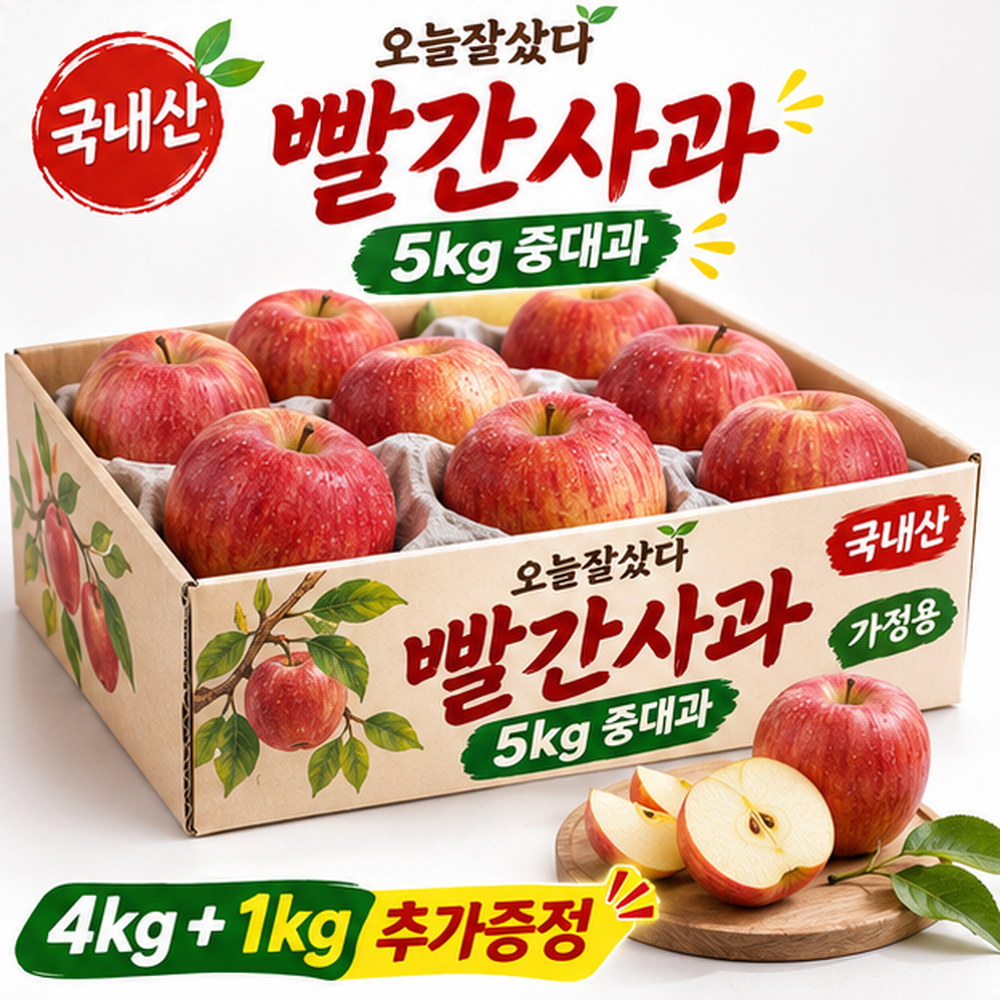 국내산
오늘잘샀다
빨간사과
5kg 중대과
오늘잘샀다
빨간사과
5kg 중대과
국내산
가정용
4kg + 1kg 추가증정